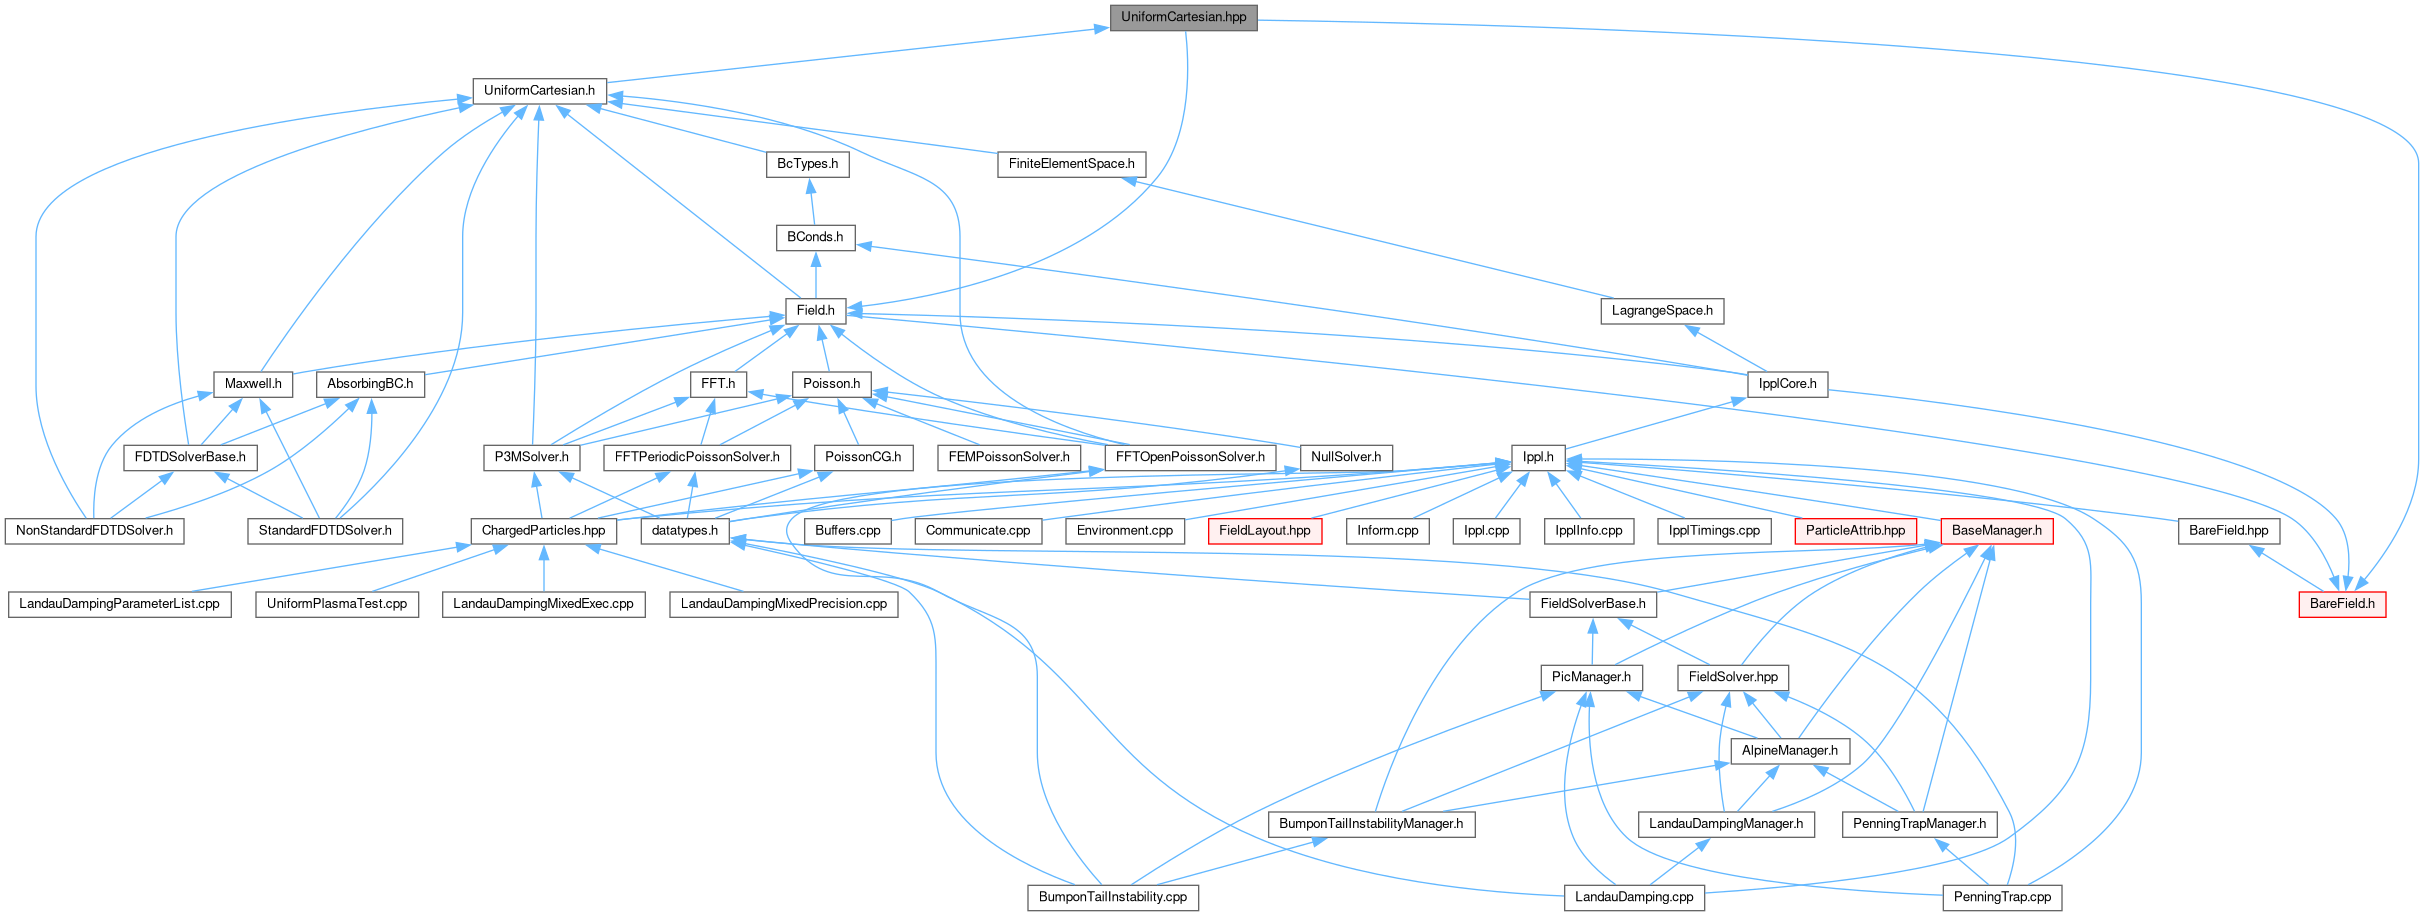 UniformCartesian.hpp
UniformCartesian.h
BcTypes.h
FiniteElementSpace.h
BConds.h
Field.h
LagrangeSpace.h
Maxwell.h
AbsorbingBC.h
FFT.h
Poisson.h
IpplCore.h
FDTDSolverBase.h
P3MSolver.h
FFTPeriodicPoissonSolver.h
PoissonCG.h
FEMPoissonSolver.h
FFTOpenPoissonSolver.h
NullSolver.h
Ippl.h
NonStandardFDTDSolver.h
StandardFDTDSolver.h
ChargedParticles.hpp
datatypes.h
Buffers.cpp
Communicate.cpp
Environment.cpp
FieldLayout.hpp
Inform.cpp
Ippl.cpp
IpplInfo.cpp
IpplTimings.cpp
ParticleAttrib.hpp
BaseManager.h
BareField.hpp
LandauDampingParameterList.cpp
UniformPlasmaTest.cpp
LandauDampingMixedExec.cpp
LandauDampingMixedPrecision.cpp
FieldSolverBase.h
BareField.h
PicManager.h
FieldSolver.hpp
AlpineManager.h
BumponTailInstabilityManager.h
LandauDampingManager.h
PenningTrapManager.h
BumponTailInstability.cpp
LandauDamping.cpp
PenningTrap.cpp